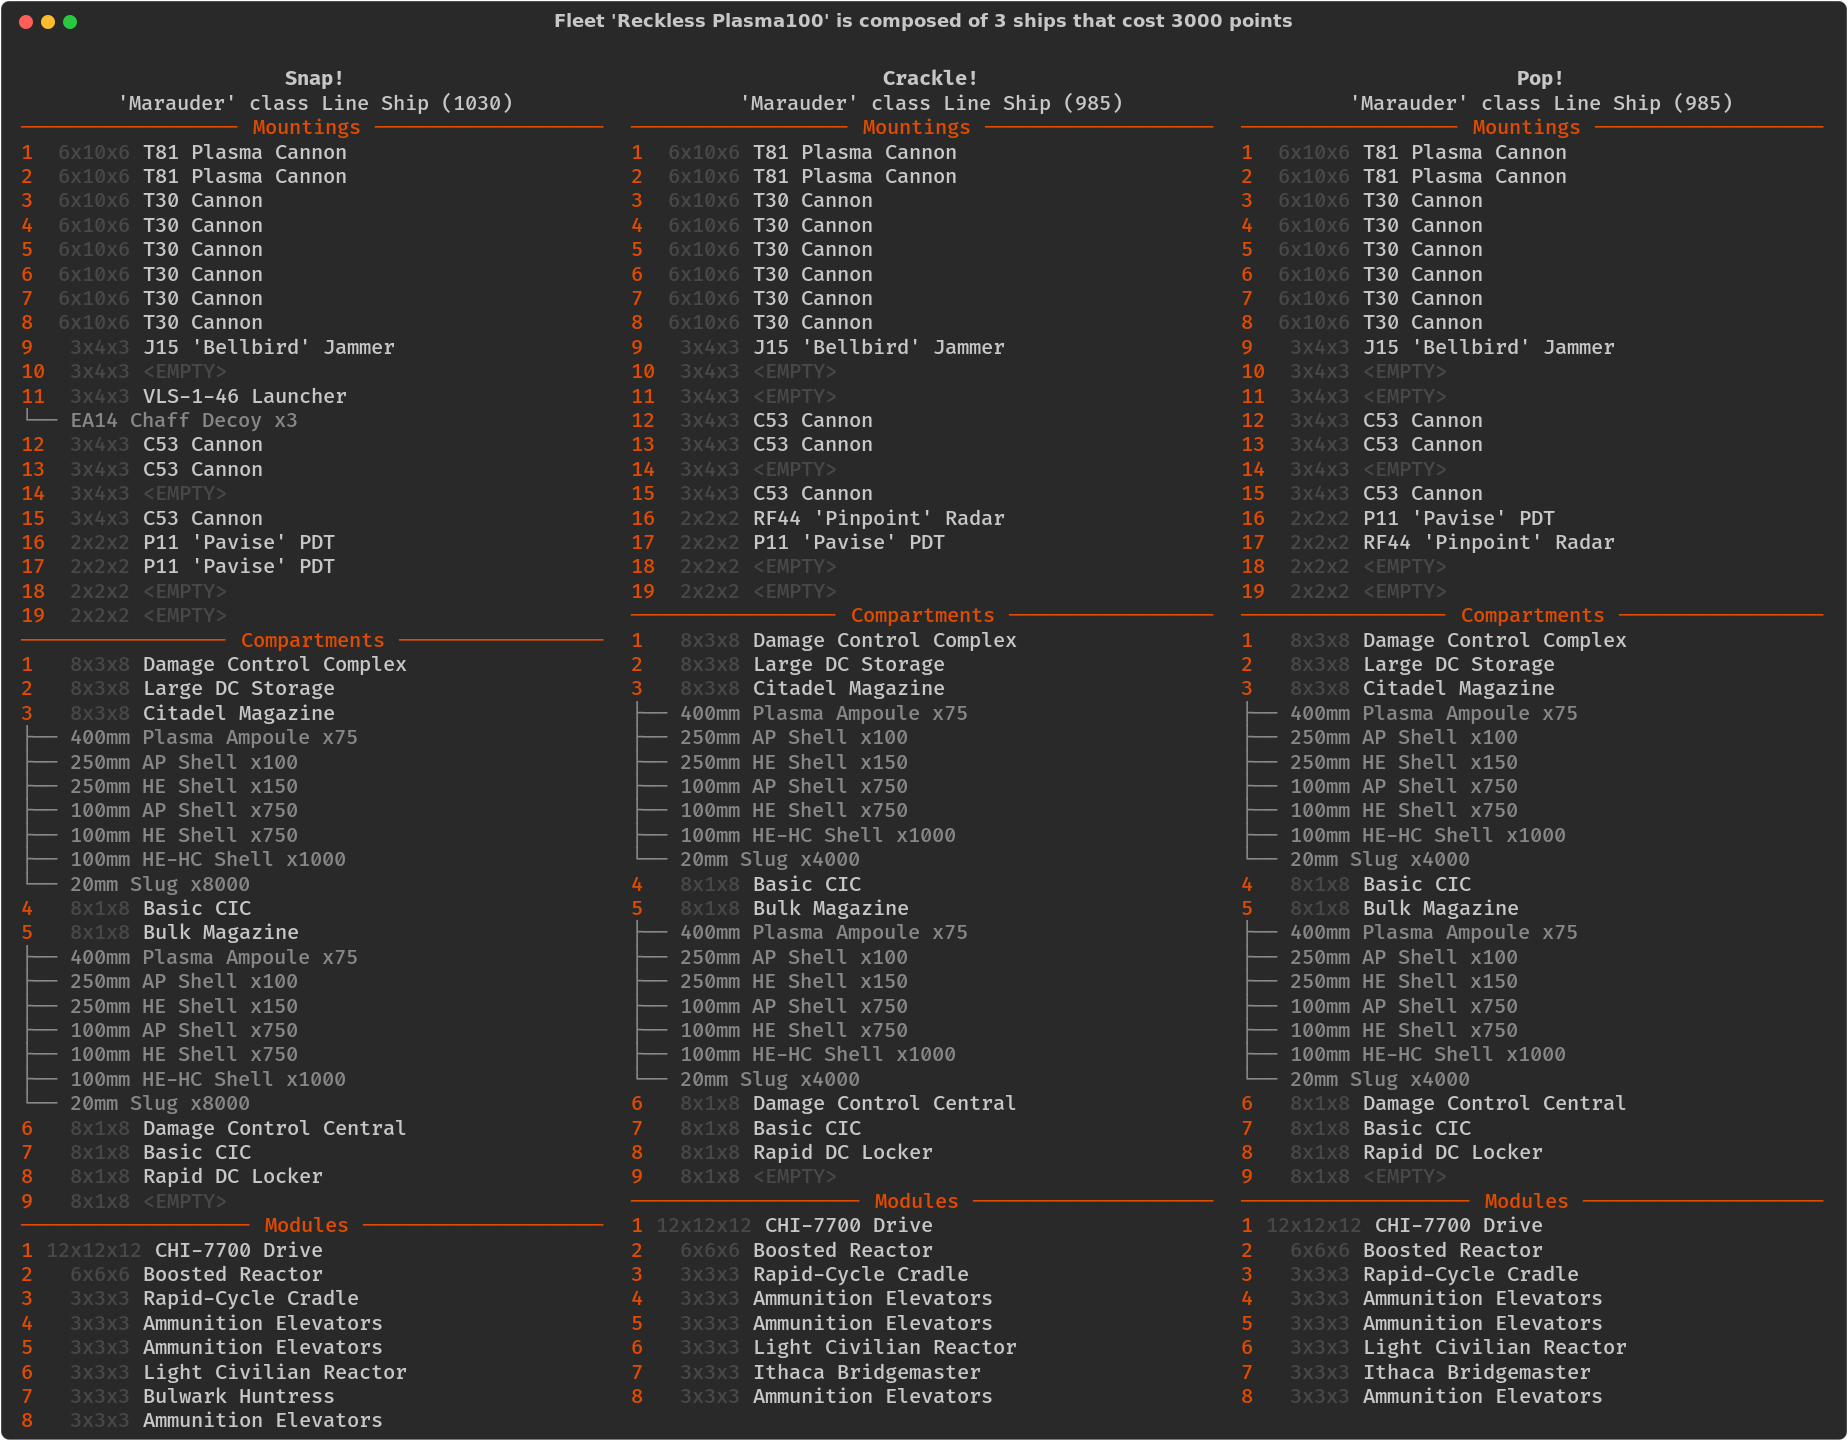 Fleet 'Reckless Plasma100' is composed of 3 ships that cost 3000 points
Snap!
'Marauder' class Line Ship (1030)
Mountings
1 6x10x6 T81 Plasma Cannon
2 6x10x6 T81 Plasma Cannon
3 6x10x6 T30 Cannon
4 6x10x6 T30 Cannon
5 6x10x6 T30 Cannon
6 6x10x6 T30 Cannon
7 6x10x6 T30 Cannon
8 6x10x6 T30 Cannon
9 3x4x3 J15 'Bellbird' Jammer
10 3x4x3 <EMPTY>
11 3x4x3 VLS-1-46 Launcher
EA14 Chaff Decoy x3
12 3x4x3 C53 Cannon
13 3x4x3 C53 Cannon
14 3x4x3 <EMPTY>
15 3x4x3 C53 Cannon
16 2x2x2 P11 'Pavise' PDT
17 2x2x2 P11 'Pavise' PDT
18 2x2x2 <EMPTY>
19 2x2x2 <EMPTY>
Compartments
1 8x3x8 Damage Control Complex
2 8x3x8 Large DC Storage
3 8x3x8 Citadel Magazine
400mm Plasma Ampoule x75
250mm AP Shell x100
250mm HE Shell x150
100mm AP Shell x750
100mm HE Shell x750
100mm HE-HC Shell x1000
20mm Slug x8000
4 8x1x8 Basic CIC
5 8x1x8 Bulk Magazine
400mm Plasma Ampoule x75
250mm AP Shell x100
250mm HE Shell x150
100mm AP Shell x750
100mm HE Shell x750
100mm HE-HC Shell x1000
20mm Slug x8000
6 8x1x8 Damage Control Central
7 8x1x8 Basic CIC
8 8x1x8 Rapid DC Locker
9 8x1x8 <EMPTY>
Modules
1 12x12x12 CHI-7700 Drive
2 6x6x6 Boosted Reactor
3 3x3x3 Rapid-Cycle Cradle
4 3x3x3 Ammunition Elevators
5 3x3x3 Ammunition Elevators
6 3x3x3 Light Civilian Reactor
7 3x3x3 Bulwark Huntress
8 3x3x3 Ammunition Elevators
Crackle!
'Marauder' class Line Ship (985)
Mountings
1 6x10x6 T81 Plasma Cannon
2 6x10x6 T81 Plasma Cannon
3 6x10x6 T30 Cannon
4 6x10x6 T30 Cannon
5 6x10x6 T30 Cannon
6 6x10x6 T30 Cannon
7 6x10x6 T30 Cannon
8 6x10x6 T30 Cannon
9 3x4x3 J15 'Bellbird' Jammer
10 3x4x3 <EMPTY>
11 3x4x3 <EMPTY>
12 3x4x3 C53 Cannon
13 3x4x3 C53 Cannon
14 3x4x3 <EMPTY>
15 3x4x3 C53 Cannon
16 2x2x2 RF44 'Pinpoint' Radar
17 2x2x2 P11 'Pavise' PDT
18 2x2x2 <EMPTY>
19 2x2x2 <EMPTY>
Compartments
1 8x3x8 Damage Control Complex
2 8x3x8 Large DC Storage
3 8x3x8 Citadel Magazine
400mm Plasma Ampoule x75
250mm AP Shell x100
250mm HE Shell x150
100mm AP Shell x750
100mm HE Shell x750
100mm HE-HC Shell x1000
20mm Slug x4000
4 8x1x8 Basic CIC
5 8x1x8 Bulk Magazine
400mm Plasma Ampoule x75
250mm AP Shell x100
250mm HE Shell x150
100mm AP Shell x750
100mm HE Shell x750
100mm HE-HC Shell x1000
20mm Slug x4000
6 8x1x8 Damage Control Central
7 8x1x8 Basic CIC
8 8x1x8 Rapid DC Locker
9 8x1x8 <EMPTY>
Modules
1 12x12x12 CHI-7700 Drive
2 6x6x6 Boosted Reactor
3 3x3x3 Rapid-Cycle Cradle
4 3x3x3 Ammunition Elevators
5 3x3x3 Ammunition Elevators
6 3x3x3 Light Civilian Reactor
7 3x3x3 Ithaca Bridgemaster
8 3x3x3 Ammunition Elevators
Pop!
'Marauder' class Line Ship (985)
Mountings
1 6x10x6 T81 Plasma Cannon
2 6x10x6 T81 Plasma Cannon
3 6x10x6 T30 Cannon
4 6x10x6 T30 Cannon
5 6x10x6 T30 Cannon
6 6x10x6 T30 Cannon
7 6x10x6 T30 Cannon
8 6x10x6 T30 Cannon
9 3x4x3 J15 'Bellbird' Jammer
10 3x4x3 <EMPTY>
11 3x4x3 <EMPTY>
12 3x4x3 C53 Cannon
13 3x4x3 C53 Cannon
14 3x4x3 <EMPTY>
15 3x4x3 C53 Cannon
16 2x2x2 P11 'Pavise' PDT
17 2x2x2 RF44 'Pinpoint' Radar
18 2x2x2 <EMPTY>
19 2x2x2 <EMPTY>
Compartments
1 8x3x8 Damage Control Complex
2 8x3x8 Large DC Storage
3 8x3x8 Citadel Magazine
400mm Plasma Ampoule x75
250mm AP Shell x100
250mm HE Shell x150
100mm AP Shell x750
100mm HE Shell x750
100mm HE-HC Shell x1000
20mm Slug x4000
4 8x1x8 Basic CIC
5 8x1x8 Bulk Magazine
400mm Plasma Ampoule x75
250mm AP Shell x100
250mm HE Shell x150
100mm AP Shell x750
100mm HE Shell x750
100mm HE-HC Shell x1000
20mm Slug x4000
6 8x1x8 Damage Control Central
7 8x1x8 Basic CIC
8 8x1x8 Rapid DC Locker
9 8x1x8 <EMPTY>
Modules
1 12x12x12 CHI-7700 Drive
2 6x6x6 Boosted Reactor
3 3x3x3 Rapid-Cycle Cradle
4 3x3x3 Ammunition Elevators
5 3x3x3 Ammunition Elevators
6 3x3x3 Light Civilian Reactor
7 3x3x3 Ithaca Bridgemaster
8 3x3x3 Ammunition Elevators